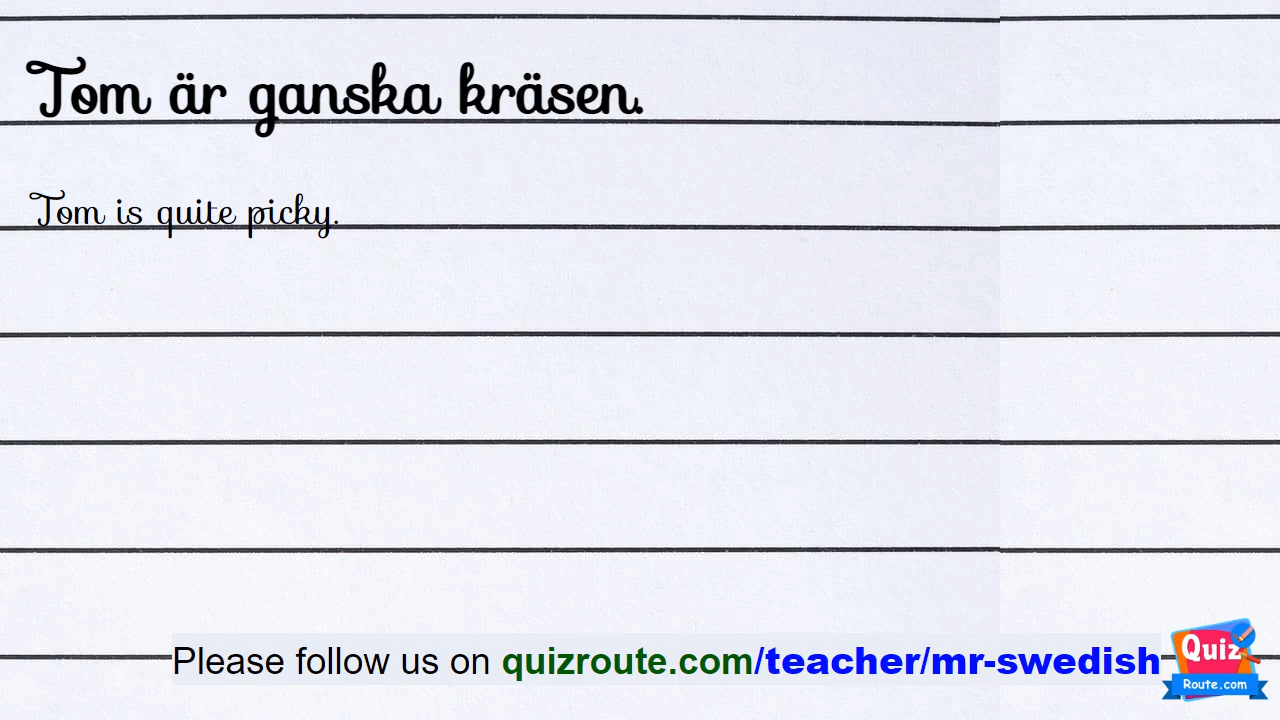 Tom är ganska kräsen.
Tom is quite picky.
Please follow us on quizroute.com/teacher/mr-swedish
Quiz
Route.com